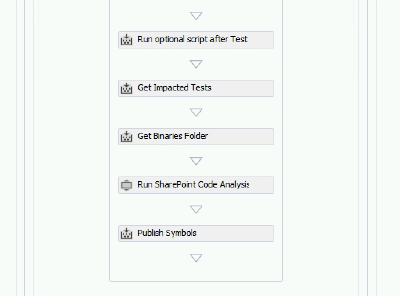 Run optional script after Test
Get Impacted Tests
Get Binaries Folder
Run SharePoint Code Analysis
Publish Symbols